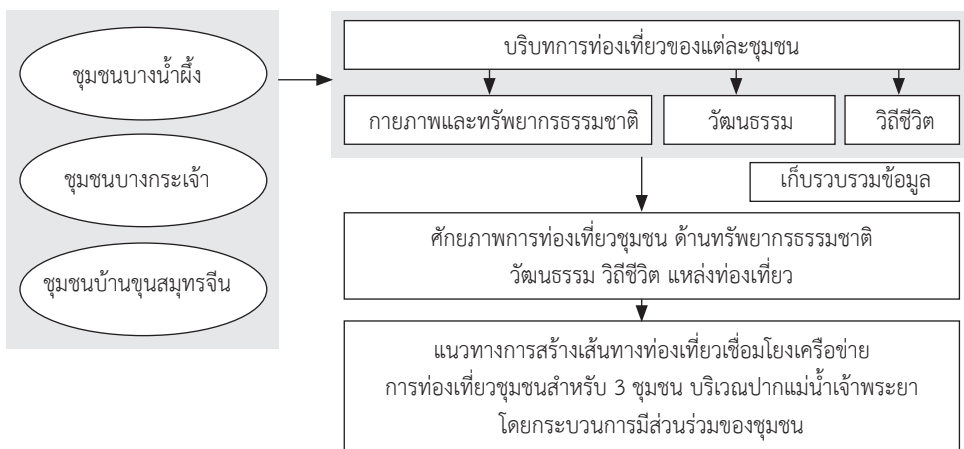 ชุมชนบางน้ำผึ้ง
ชุมชนบางกระเจ้า
ชุมชนบ้านขุนสมุทรจีน
บริบทการท่องเที่ยวของแต่ละชุมชน
กายภาพและทรัพยากรธรรมชาติ
วัฒนธรรม
วิถีชีวิต
เก็บรวบรวมข้อมูล
ศักยภาพการท่องเที่ยวชุมชน ด้านทรัพยากรธรรมชาติ
วัฒนธรรม วิถีชีวิต แหล่งท่องเที่ยว
แนวทางการสร้างเส้นทางท่องเที่ยวเชื่อมโยงเครือข่าย
การท่องเที่ยวชุมชนสำหรับ 3 ชุมชน บริเวณปากแม่น้ำเจ้าพระยา
โดยกระบวนการมีส่วนร่วมของชุมชน